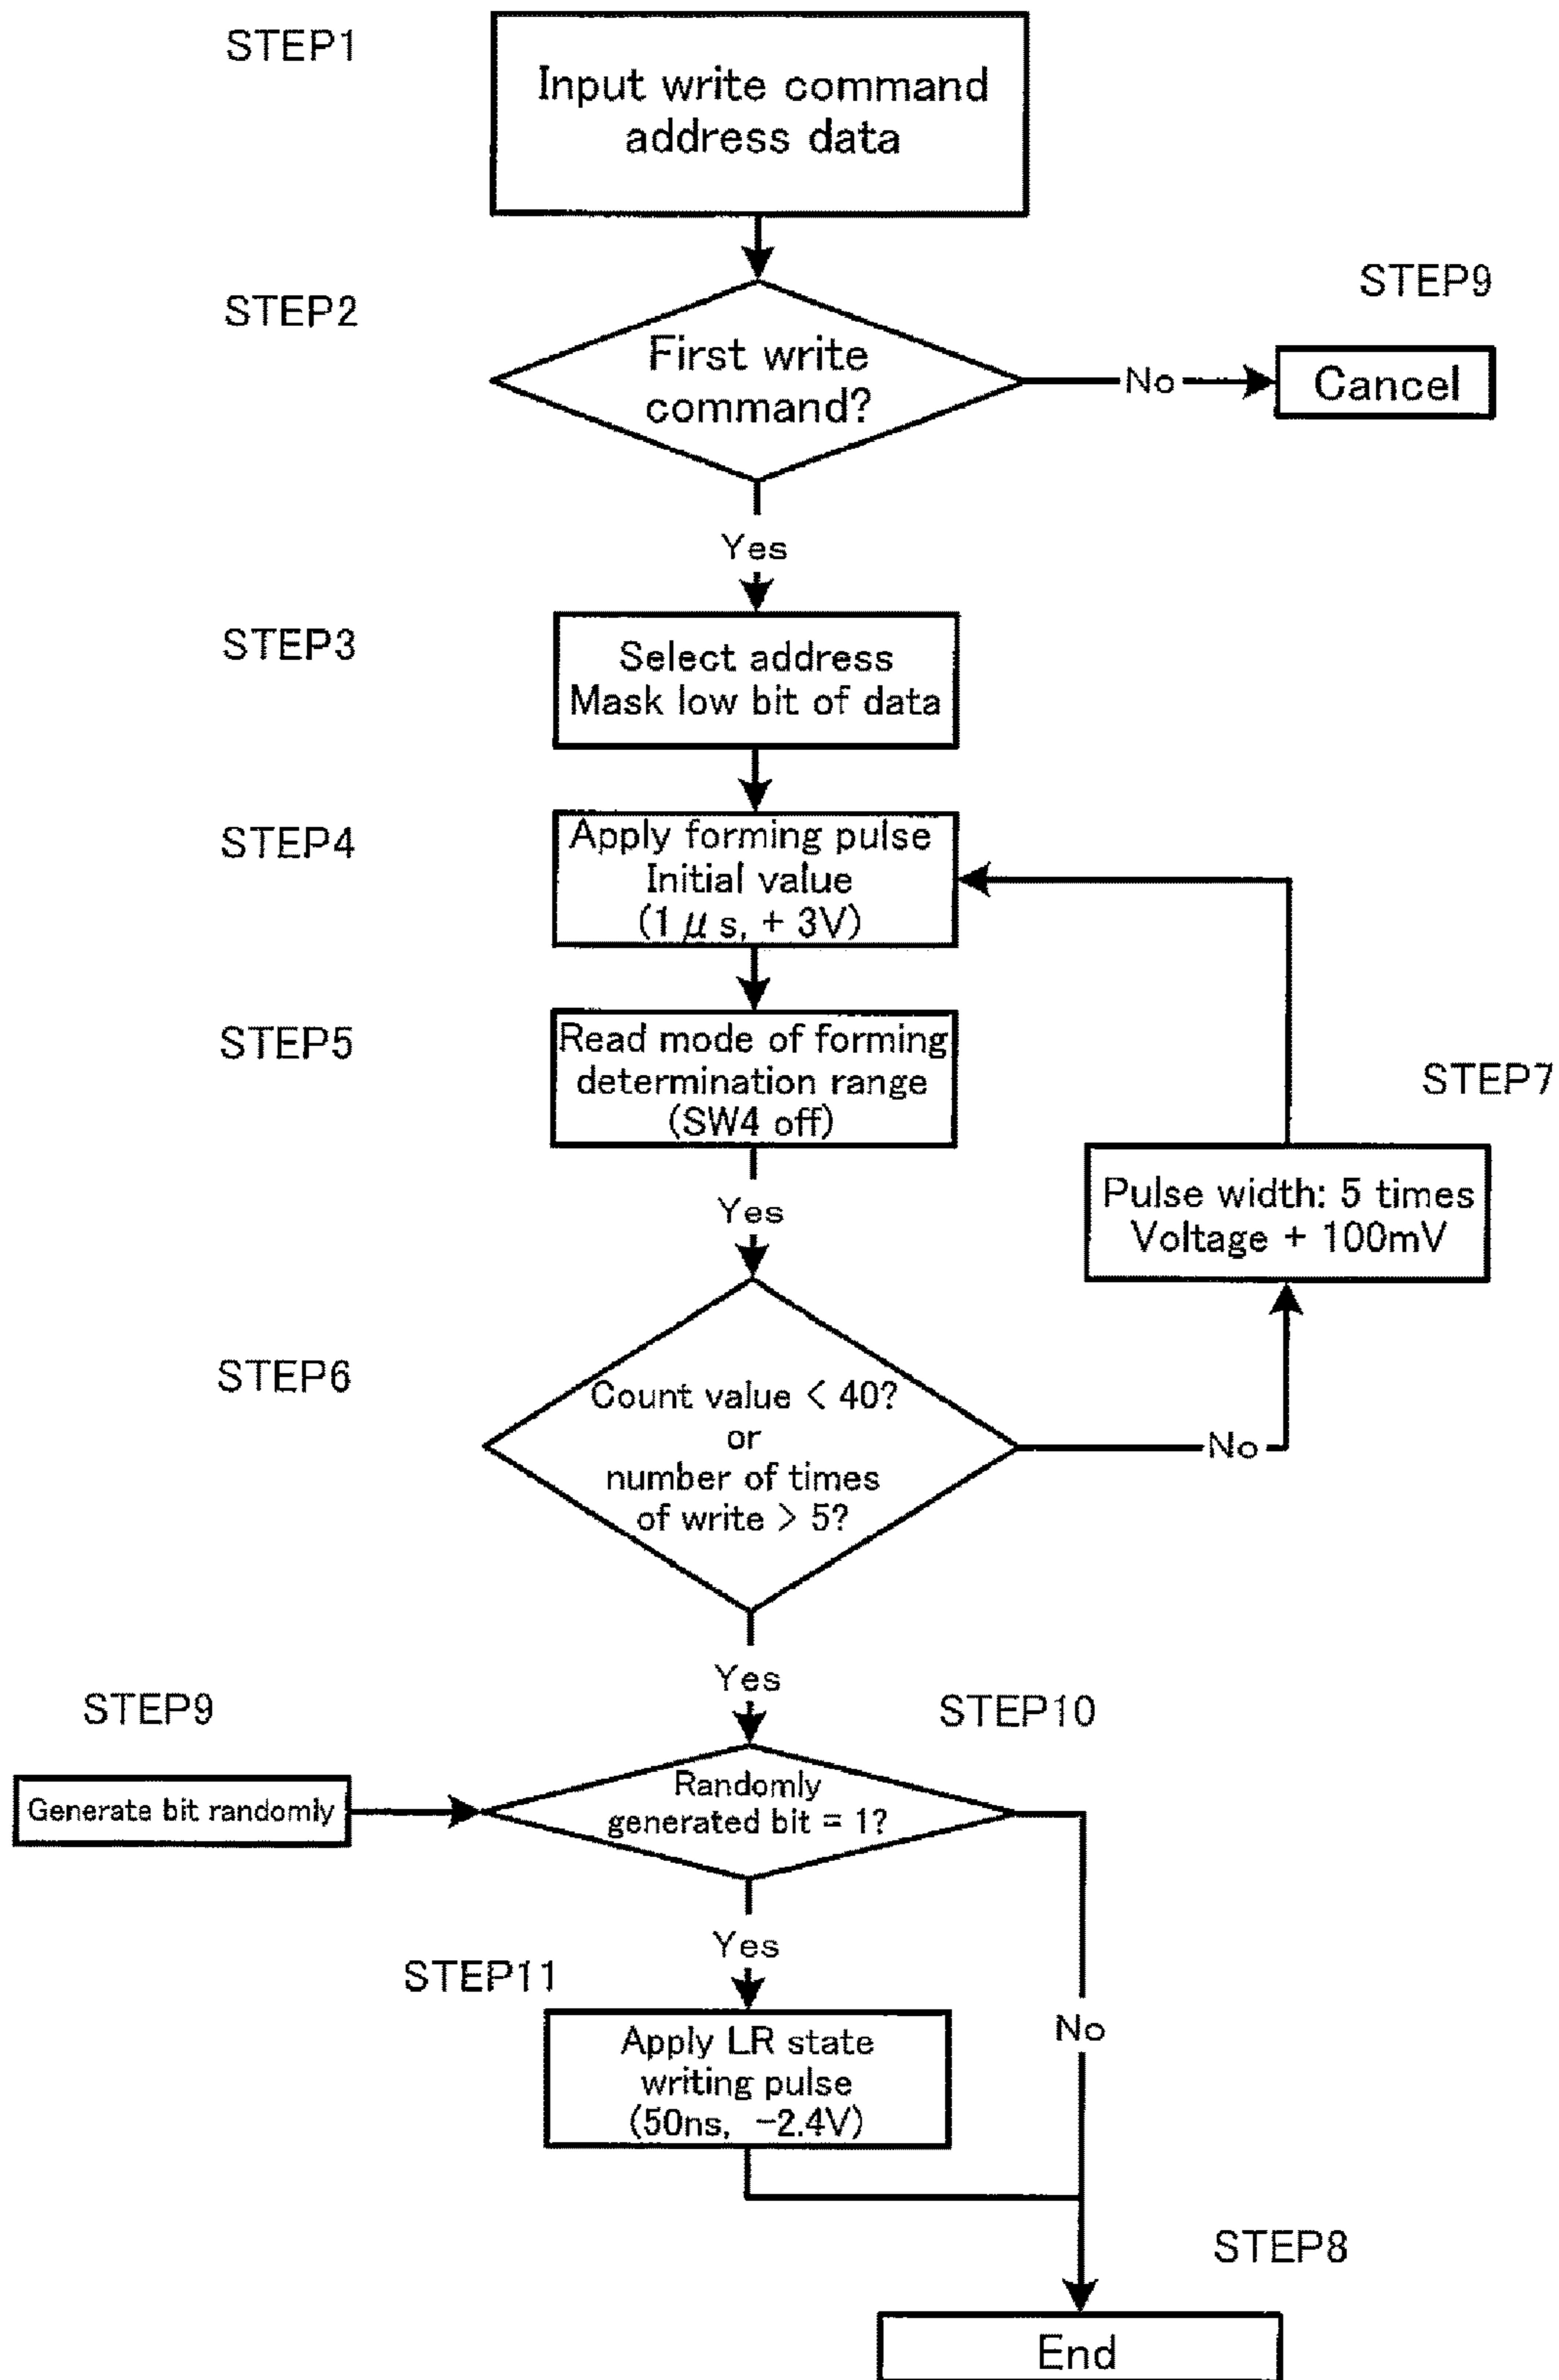 STEP1
Input write command
address data
STEP2
First write
command?
No
STEP9
Cancel
Yes
STEP3
Select address
Mask low bit of data
STEP4
Apply forming pulse
Initial value
(1 μ s, + 3V)
STEP5
Read mode of forming
determination range
(SW4 off)
STEP7
Pulse width: 5 times
Voltage + 100mV
Yes
STEP6
Count value < 40?
or
number of times
of write > 5?
No
Yes
STEP9
Generate bit randomly
STEP10
Randomly
generated bit = 1?
Yes
No
STEP11
Apply LR state
writing pulse
(50ns, -2.4V)
STEP8
End